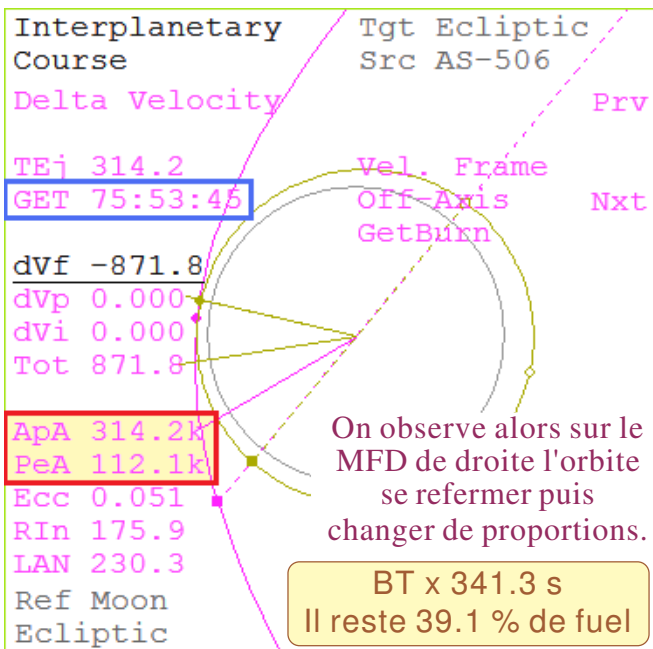 Interplanetary
Course
Tgt Ecliptic
Src AS-506
Delta Velocity
Prv
TEj 314.2
GET 75:53:45
Vel. Frame
Off-Axis
GetBurn
Nxt
dVf -871.8
dVp 0.000
dVi 0.000
Tot 871.8
ApA 314.2k
PeA 112.1k
Ecc 0.051
RIn 175.9
LAN 230.3
Ref Moon
Ecliptic
On observe alors sur le
MFD de droite l'orbite
se refermer puis
changer de proportions.
BT x 341.3 s
Il reste 39.1 % de fuel